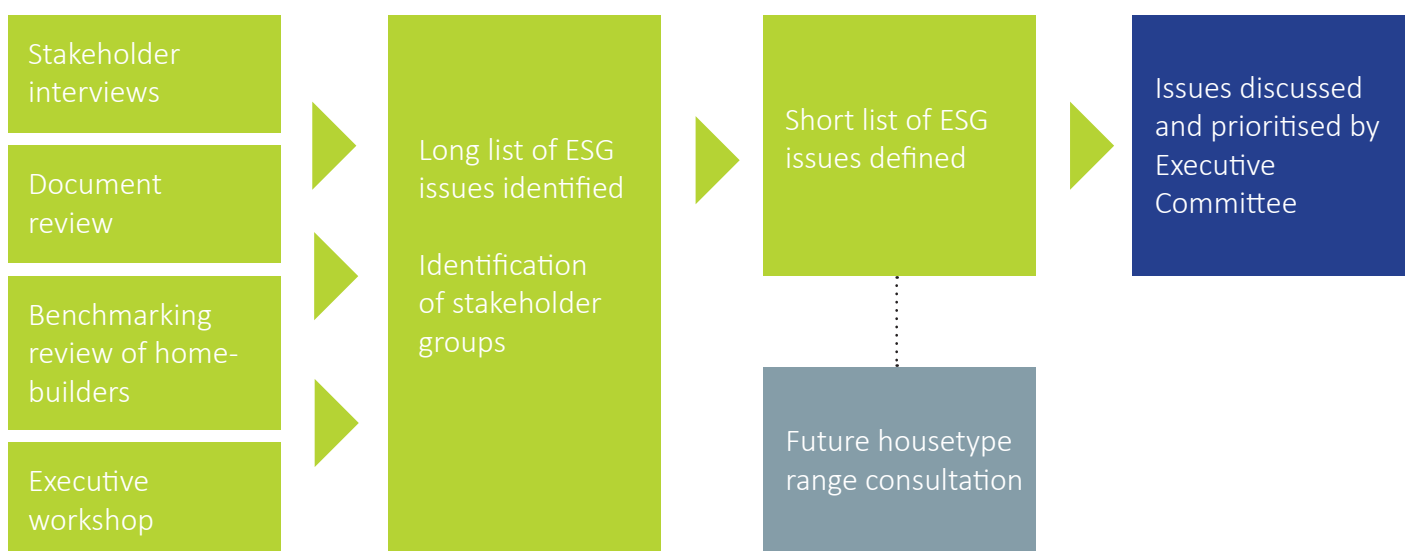 Stakeholder
interviews
Document
review
Benchmarking
review of home-
builders
Executive
workshop
Long list of ESG
issues identified
Identification
of stakeholder
groups
Short list of ESG
issues defined
Future housetype
range consultation
Issues discussed
and prioritised by
Executive
Committee